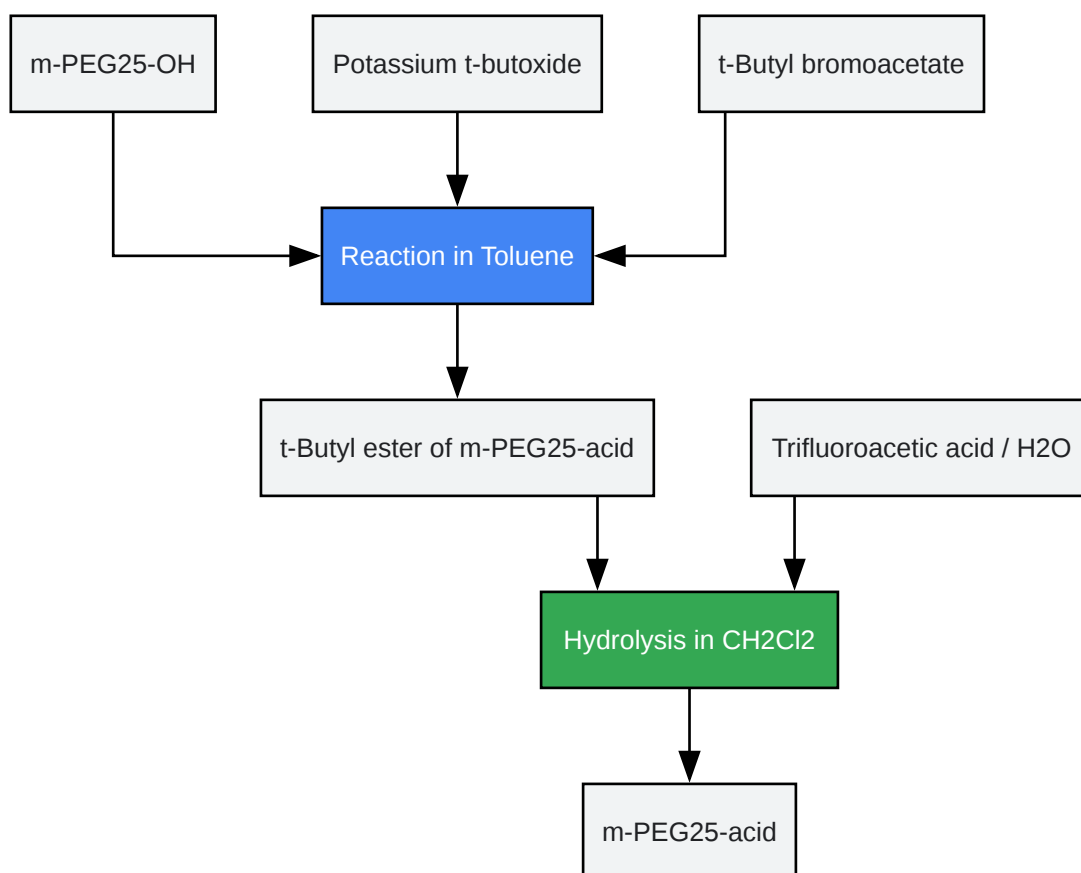 m-PEG25-OH
Potassium t-butoxide
t-Butyl bromoacetate
Reaction in Toluene
t-Butyl ester of m-PEG25-acid
Trifluoroacetic acid / H2O
Hydrolysis in CH2Cl2
m-PEG25-acid